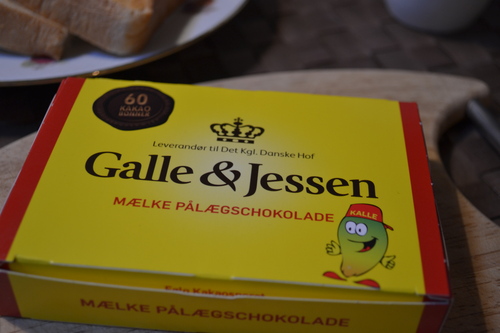 60
KAKAO
BØNNER
Leverandør til Det Kgl. Danske Hof
Galle & Jessen
MÆLKE PÅLÆGSCHOKOLADE
KALLE
MÆLKE PÅLÆGSCHOKOLADE